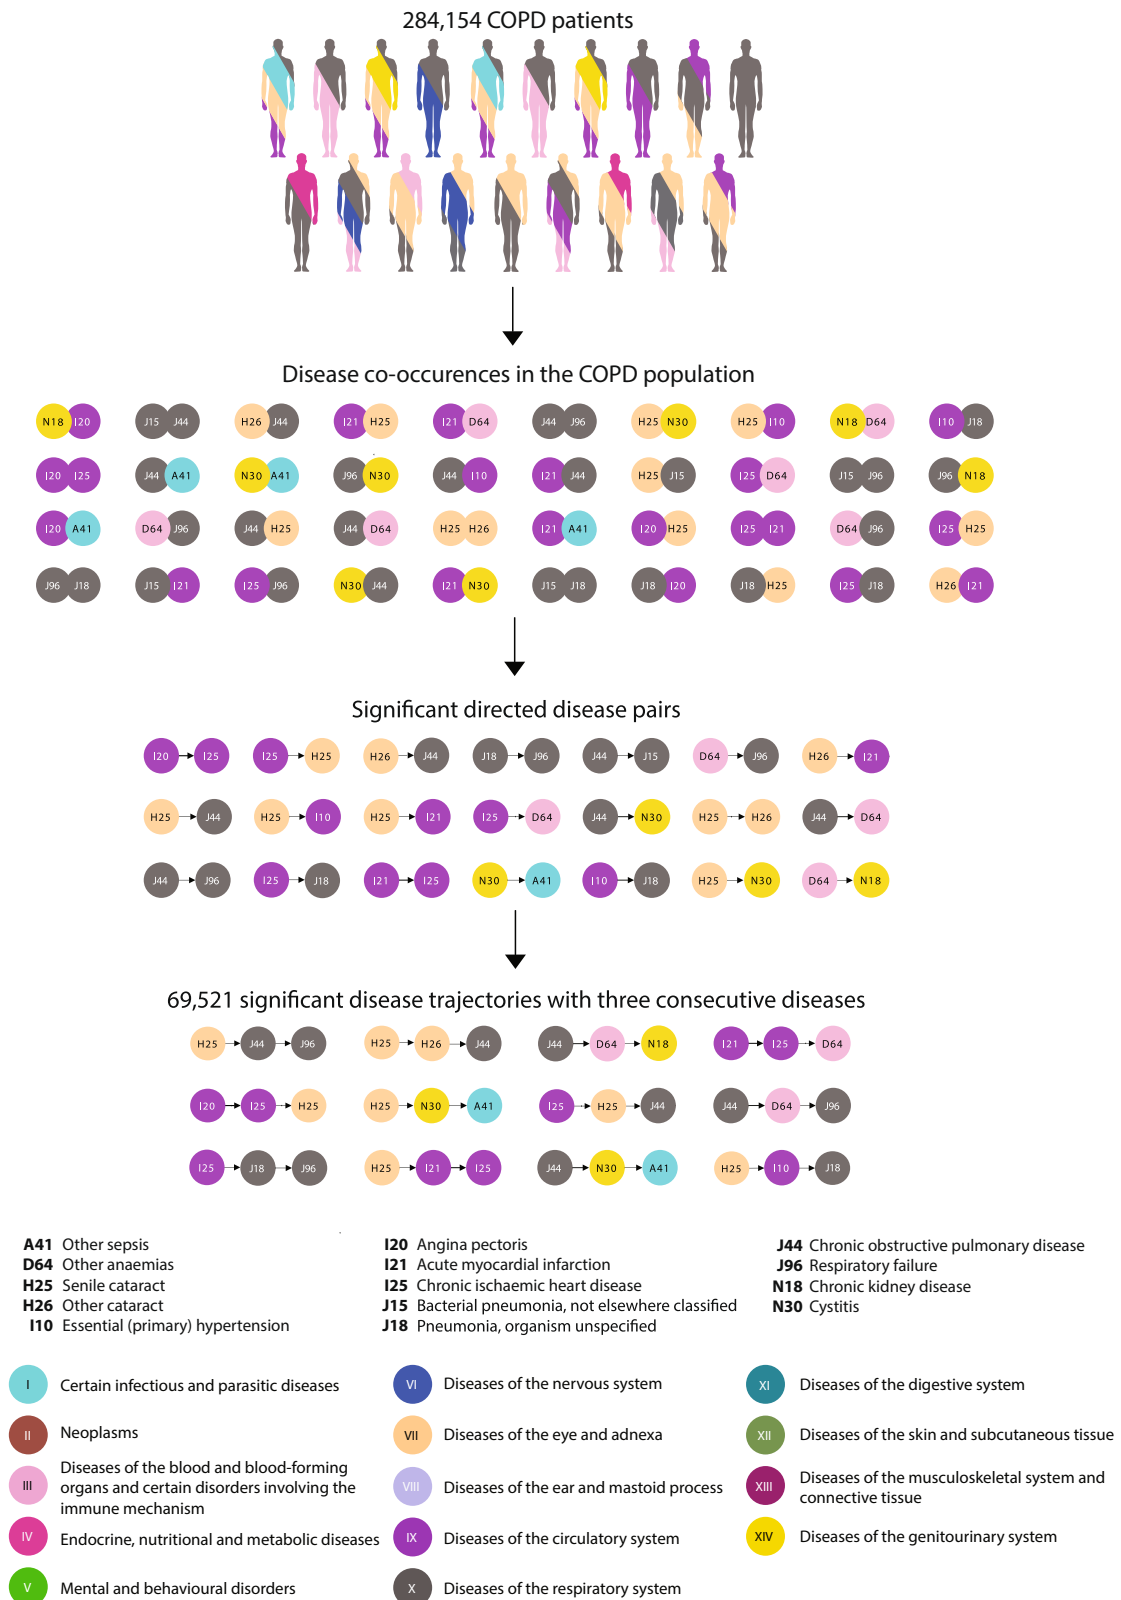 284,154 COPD patients
Disease co-occurences in the COPD population
N18 I20 J15 J44 H26 J44 I21 H25 I21 D64 J44 J96 H25 N30 H25 I10 N18 D64 I10 J18
I20 I25 J44 A41 N30 A41 J96 N30 J44 I10 I21 J44 H25 J15 I25 D64 J15 J96 J96 N18
I20 A41 D64 J96 J44 H25 J44 D64 H25 H26 I21 A41 I20 H25 I25 I21 D64 J96 I25 H25
J96 J18 J15 I21 I25 J96 N30 J44 I21 N30 J15 J18 J18 I20 J18 H25 I25 J18 H26 I21
Significant directed disease pairs
I20 I25 I25 H25 H26 J44 J18 J96 J44 J15 D64 J96 H26 I21
H25 J44 H25 I10 H25 I21 I25 D64 J44 N30 H25 H26 J44 D64
J44 J96 I25 J18 I21 I25 N30 A41 I10 J18 H25 N30 D64 N18
69,521 significant disease trajectories with three consecutive diseases
H25 J44 J96 H25 H26 J44 J44 D64 N18 I21 I25 D64
I20 I25 H25 H25 N30 A41 I25 H25 J44 J44 D64 J96
I25 J18 J96 H25 I21 I25 J44 N30 A41 H25 I10 J18
A41 Other sepsis
D64 Other anaemias
H25 Senile cataract
H26 Other cataract
I10 Essential (primary) hypertension
I20 Angina pectoris
I21 Acute myocardial infarction
I25 Chronic ischaemic heart disease
J15 Bacterial pneumonia, not elsewhere classified
J18 Pneumonia, organism unspecified
J44 Chronic obstructive pulmonary disease
J96 Respiratory failure
N18 Chronic kidney disease
N30 Cystitis
I Certain infectious and parasitic diseases
II Neoplasms
III Diseases of the blood and blood-forming
organs and certain disorders involving the
immune mechanism
IV Endocrine, nutritional and metabolic diseases
V Mental and behavioural disorders
VI Diseases of the nervous system
VII Diseases of the eye and adnexa
VIII Diseases of the ear and mastoid process
IX Diseases of the circulatory system
X Diseases of the respiratory system
XI Diseases of the digestive system
XII Diseases of the skin and subcutaneous tissue
XIII Diseases of the musculoskeletal system and
connective tissue
XIV Diseases of the genitourinary system